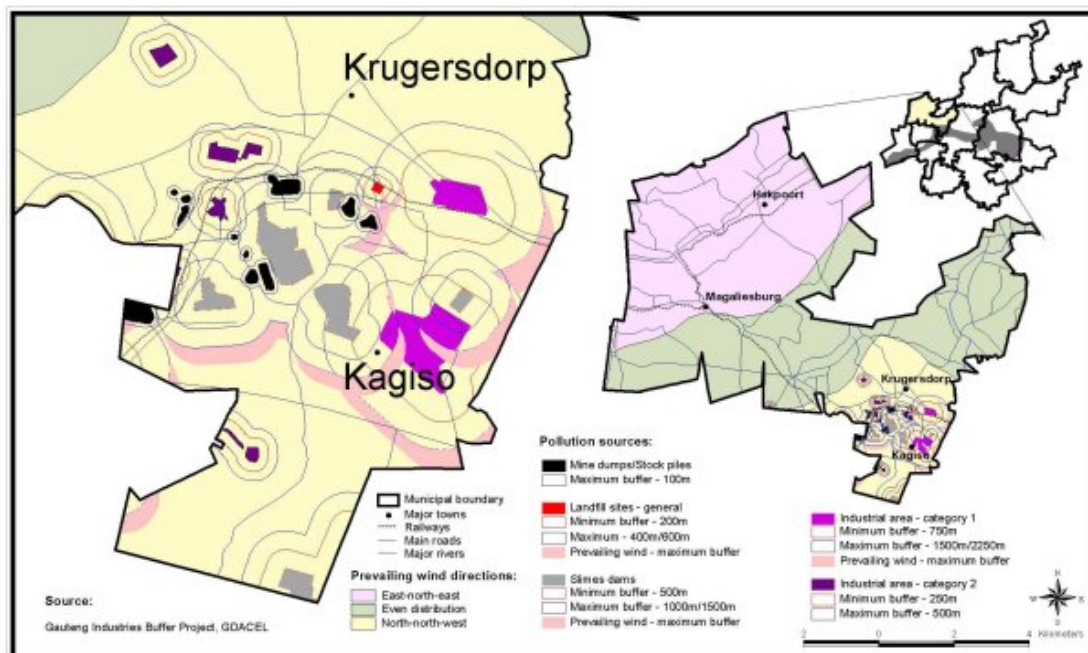 Krugersdorp
Kagiso
Hekpoort
Magaliesburg
Krugersdorp
Kagiso
Municipal boundary
Major towns
Railways
Main roads
Major rivers
Prevailing wind directions:
East-north-east
Even distribution
North-north-west
Source:
Gauteng Industries Buffer Project, GDACEL
Pollution sources:
Mine dumps/Stock piles
Maximum buffer - 100m
Landfill sites - general
Minimum buffer - 200m
Maximum - 400m/600m
Prevailing wind - maximum buffer
Slimes dams
Minimum buffer - 500m
Maximum buffer - 1000m/1500m
Prevailing wind - maximum buffer
Industrial area - category 1
Minimum buffer - 750m
Maximum buffer - 1500m/2250m
Prevailing wind - maximum buffer
Industrial area - category 2
Minimum buffer - 250m
Maximum buffer - 500m
N
W E
S
2 0 2 4
Kilometers